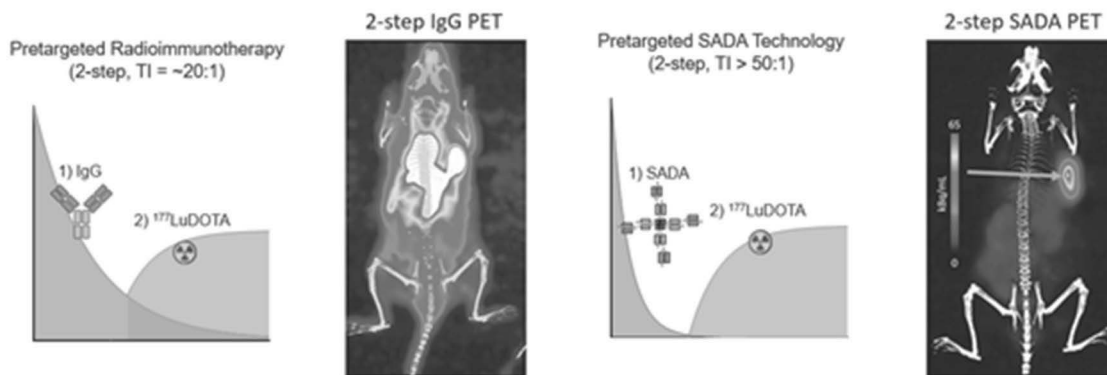 Pretargeted Radioimmunotherapy
(2-step, TI = ~20:1)
1) IgG
2) ¹⁷⁷LuDOTA
2-step IgG PET
Pretargeted SADA Technology
(2-step, TI > 50:1)
1) SADA
2) ¹⁷⁷LuDOTA
2-step SADA PET
65
kBq/mL
0